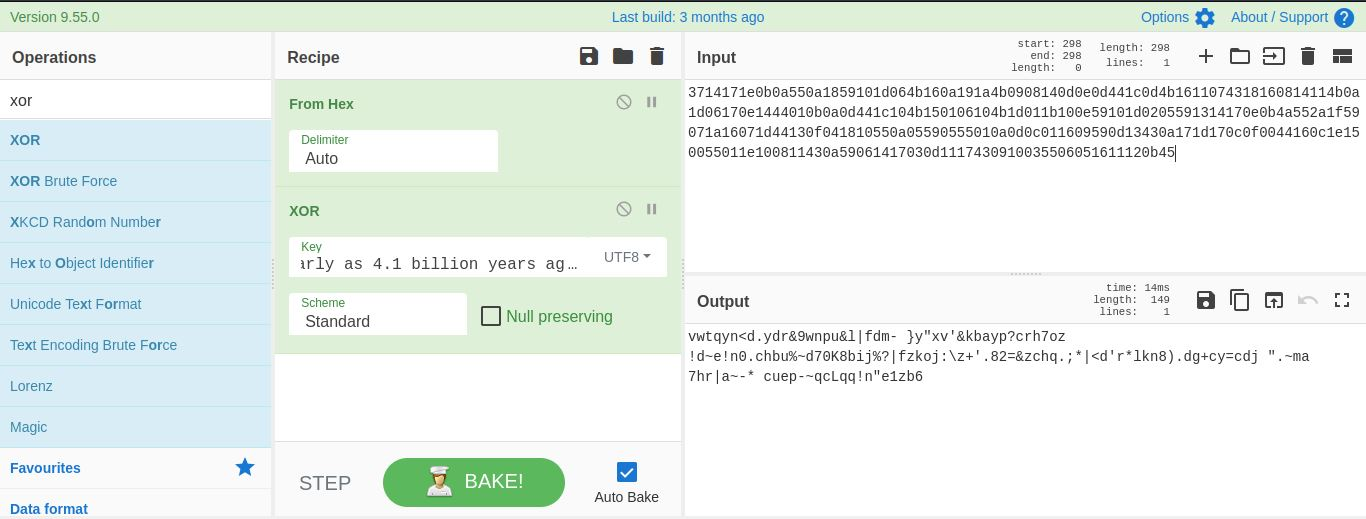 Version 9.55.0
Last build: 3 months ago
Options
About / Support
Operations
xor
XOR
XOR Brute Force
XKCD Random Number
Hex to Object Identifier
Unicode Text Format
Text Encoding Brute Force
Lorenz
Magic
Favourites
Data format
Recipe
From Hex
Delimiter
Auto
XOR
Key
arly as 4.1 billion years ag…
UTF8
Scheme
Standard
Null preserving
STEP
BAKE!
Auto Bake
Input
start: 298
end: 298
length: 0
length: 298
lines: 1
3714171e0b0a550a1859101d064b160a191a4b0908140d0e0d441c0d4b1611074318160814114b0a
1d06170e1444010b0a0d441c104b150106104b1d011b100e59101d0205591314170e0b4a552a1f59
071a16071d44130f041810550a05590555010a0d0c011609590d13430a171d170c0f0044160c1e15
0055011e100811430a59061417030d11174309100355060516111​20b45
Output
time: 14ms
length: 149
lines: 1
vwtqyn<d.ydr&9wnpu&l|fdm- }y"xv'&kbayp?crh7oz
!d~e!n0.chbu%~d70K8bij%?|fzkoj:\z+'.82=&zchq.;*|<d'r*lkn8).dg+cy=cdj ".~ma
7hr|a~-* cuep-~qcLqq!n"e1zb6